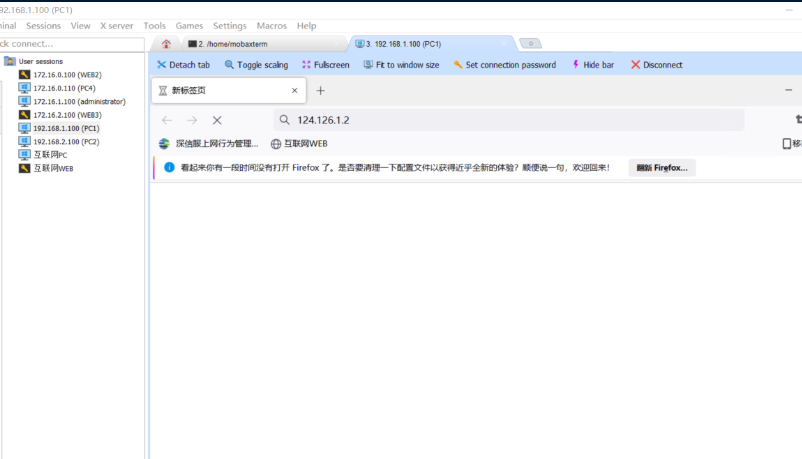 92.168.1.100 (PC1)
inal Sessions View X server Tools Games Settings Macros Help
ck connect...
2. /home/mobaxterm
3. 192.168.1.100 (PC1)
User sessions
172.16.0.100 (WEB2)
172.16.0.110 (PC4)
172.16.1.100 (administrator)
172.16.2.100 (WEB3)
192.168.1.100 (PC1)
192.168.2.100 (PC2)
互联网PC
互联网WEB
Detach tab Toggle scaling Fullscreen Fit to window size Set connection password Hide bar Disconnect
新标签页
124.126.1.2
深信服上网行为管理... 互联网WEB 移
看起来你有一段时间没有打开 Firefox 了。是否要清理一下配置文件以获得近乎全新的体验？顺便说一句，欢迎回来！ 翻新 Firefox...